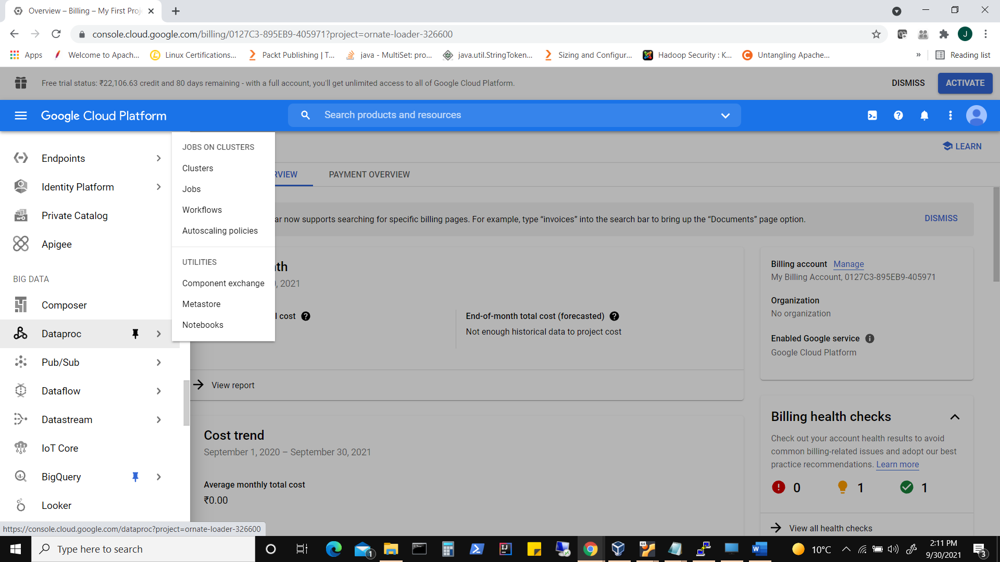 Overview – Billing – My First Proj
console.cloud.google.com/billing/0127C3-895EB9-405971?project=ornate-loader-326600
J
Apps
Welcome to Apach...
Linux Certifications...
Packt Publishing | T...
java - MultiSet: pro...
java.util.StringToken...
Sizing and Configur...
Hadoop Security : K...
Untangling Apache...
»
Reading list
Free trial status: ₹22,106.63 credit and 80 days remaining - with a full account, you'll get unlimited access to all of Google Cloud Platform.
DISMISS
ACTIVATE
Google Cloud Platform
Search products and resources
Endpoints
Identity Platform
Private Catalog
Apigee
BIG DATA
Composer
Dataproc
Pub/Sub
Dataflow
Datastream
IoT Core
BigQuery
Looker
JOBS ON CLUSTERS
Clusters
Jobs
Workflows
Autoscaling policies
UTILITIES
Component exchange
Metastore
Notebooks
LEARN
RVIEW
PAYMENT OVERVIEW
ar now supports searching for specific billing pages. For example, type “invoices” into the search bar to bring up the “Documents” page option.
DISMISS
nth
, 2021
l cost
End-of-month total cost (forecasted)
Not enough historical data to project cost
View report
Cost trend
September 1, 2020 – September 30, 2021
Average monthly total cost
₹0.00
Billing account Manage
My Billing Account, 0127C3-895EB9-405971
Organization
No organization
Enabled Google service
Google Cloud Platform
Billing health checks
Check out your account health results to avoid
common billing-related issues and adopt our best
practice recommendations. Learn more
0
1
1
View all health checks
https://console.cloud.google.com/dataproc?project=ornate-loader-326600
Type here to search
1
10°C
2:11 PM
9/30/2021
3